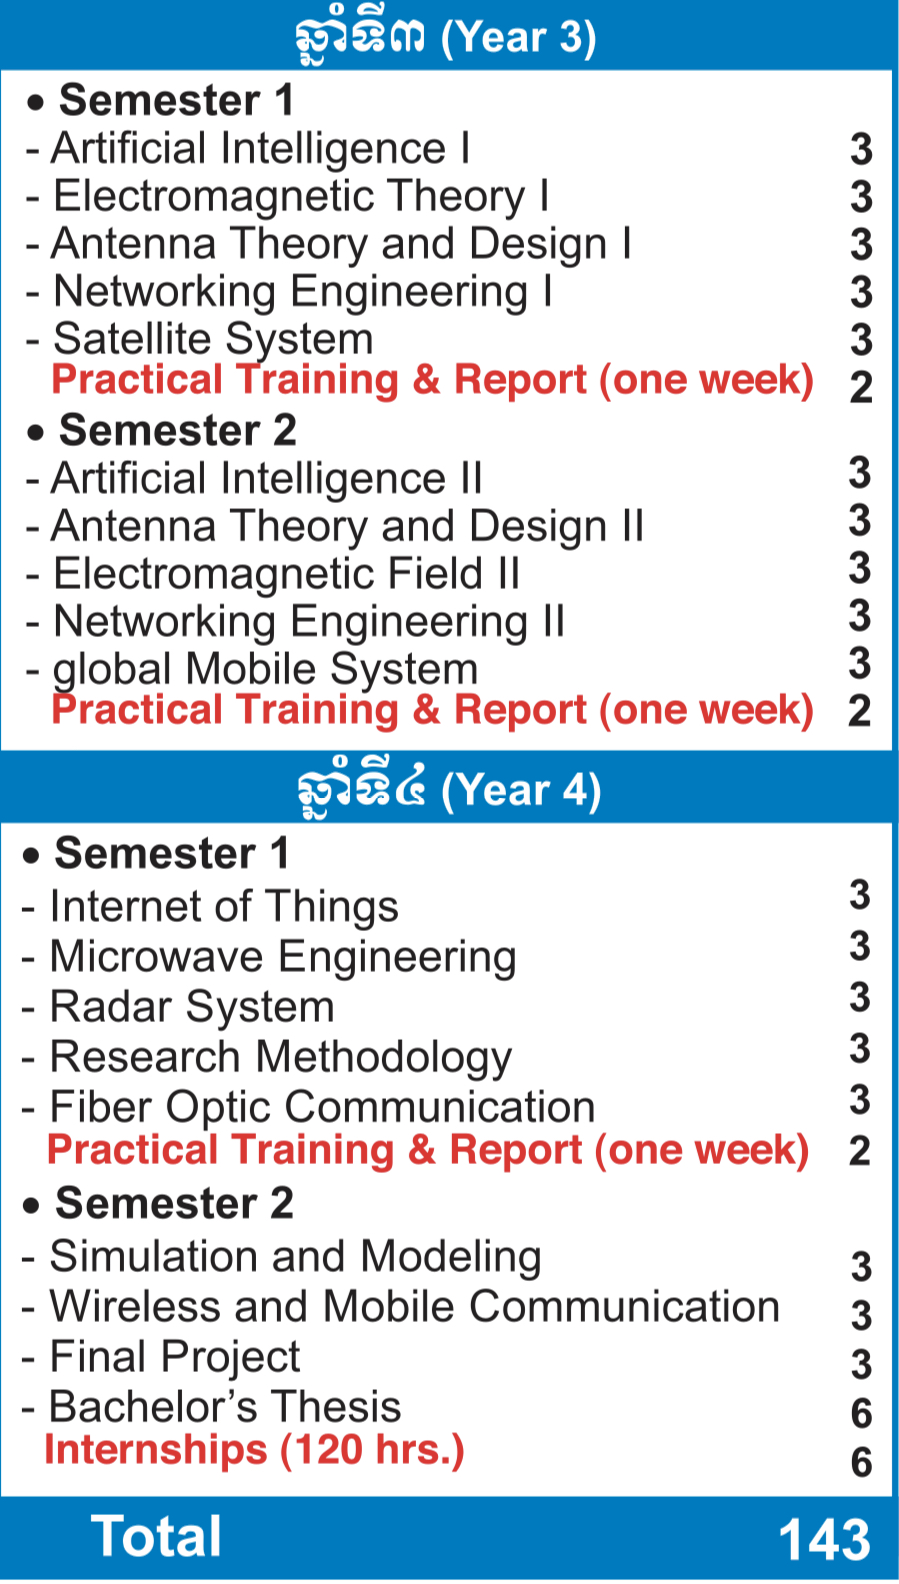 ឆ្នាំទី៣ (Year 3)
• Semester 1
- Artificial Intelligence I 3
- Electromagnetic Theory I 3
- Antenna Theory and Design I 3
- Networking Engineering I 3
- Satellite System 3
Practical Training & Report (one week) 2
• Semester 2
- Artificial Intelligence II 3
- Antenna Theory and Design II 3
- Electromagnetic Field II 3
- Networking Engineering II 3
- global Mobile System 3
Practical Training & Report (one week) 2
ឆ្នាំទី៤ (Year 4)
• Semester 1
- Internet of Things 3
- Microwave Engineering 3
- Radar System 3
- Research Methodology 3
- Fiber Optic Communication 3
Practical Training & Report (one week) 2
• Semester 2
- Simulation and Modeling 3
- Wireless and Mobile Communication 3
- Final Project 3
- Bachelor’s Thesis 6
Internships (120 hrs.) 6
Total 143